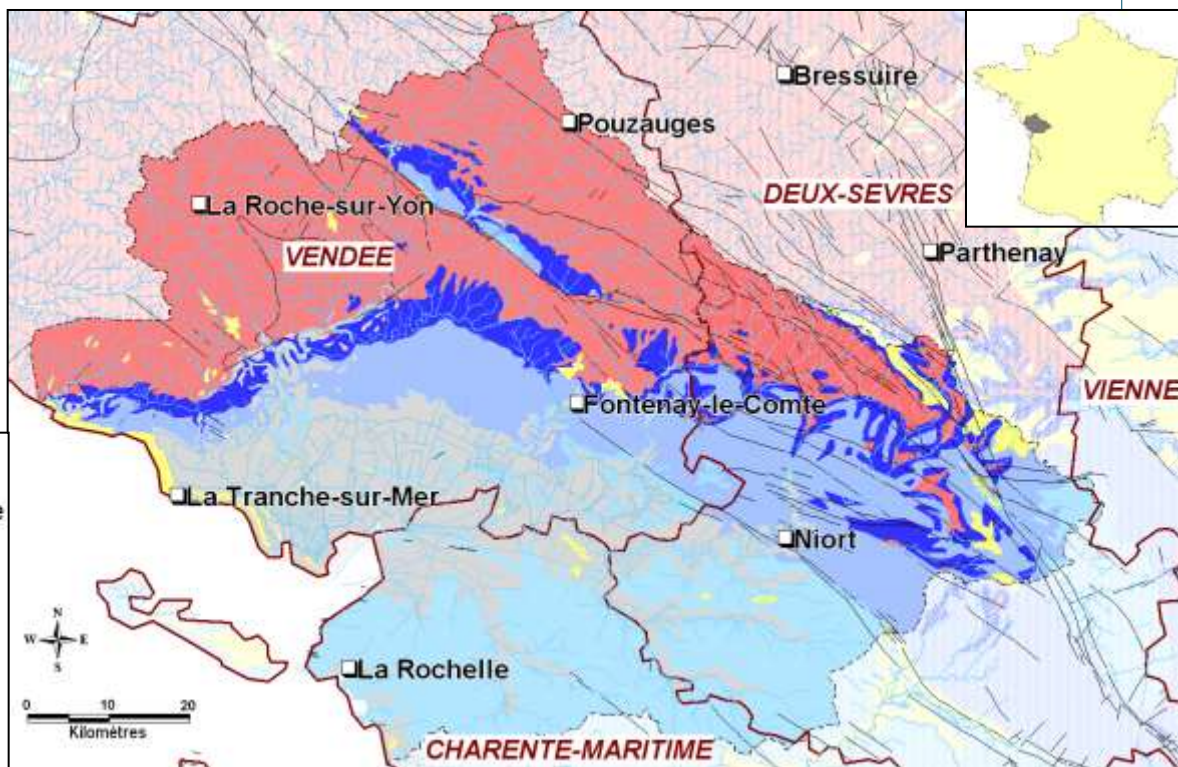 Bressuire
Pouzauges
DEUX-SEVRES
La Roche-sur-Yon
VENDEE
Parthenay
VIENNE
Fontenay-le-Comte
La Tranche-sur-Mer
e
Niort
N
W E
S
La Rochelle
0 10 20
Kilomètres
CHARENTE-MARITIME